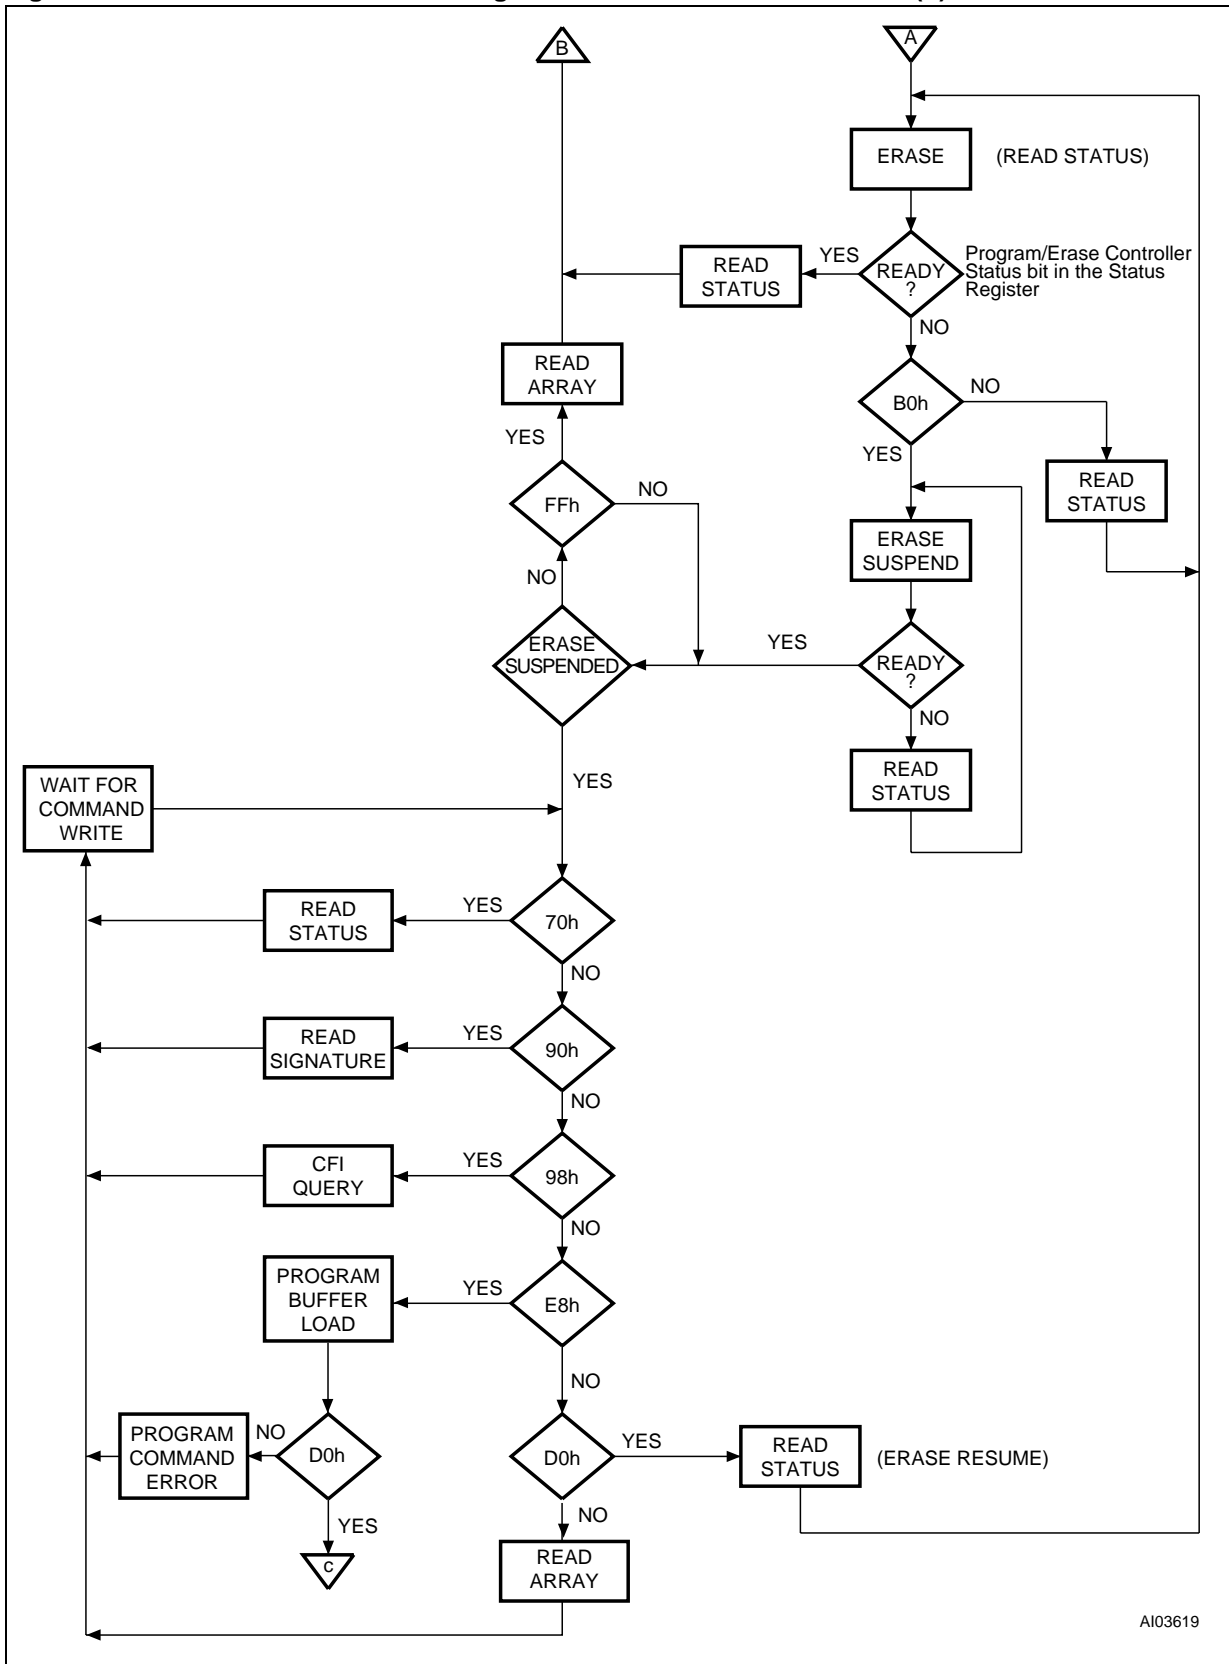 B
A
ERASE
(READ STATUS)
READ
STATUS
YES
READY
?
Program/Erase Controller
Status bit in the Status
Register
NO
READ
ARRAY
B0h
NO
YES
YES
READ
STATUS
FFh
NO
ERASE
SUSPEND
NO
ERASE
SUSPENDED
YES
READY
?
NO
READ
STATUS
YES
WAIT FOR
COMMAND
WRITE
READ
STATUS
YES
70h
NO
READ
SIGNATURE
YES
90h
NO
CFI
QUERY
YES
98h
NO
PROGRAM
BUFFER
LOAD
YES
E8h
NO
PROGRAM
COMMAND
ERROR
NO
D0h
YES
c
D0h
YES
READ
STATUS
(ERASE RESUME)
NO
READ
ARRAY
AI03619